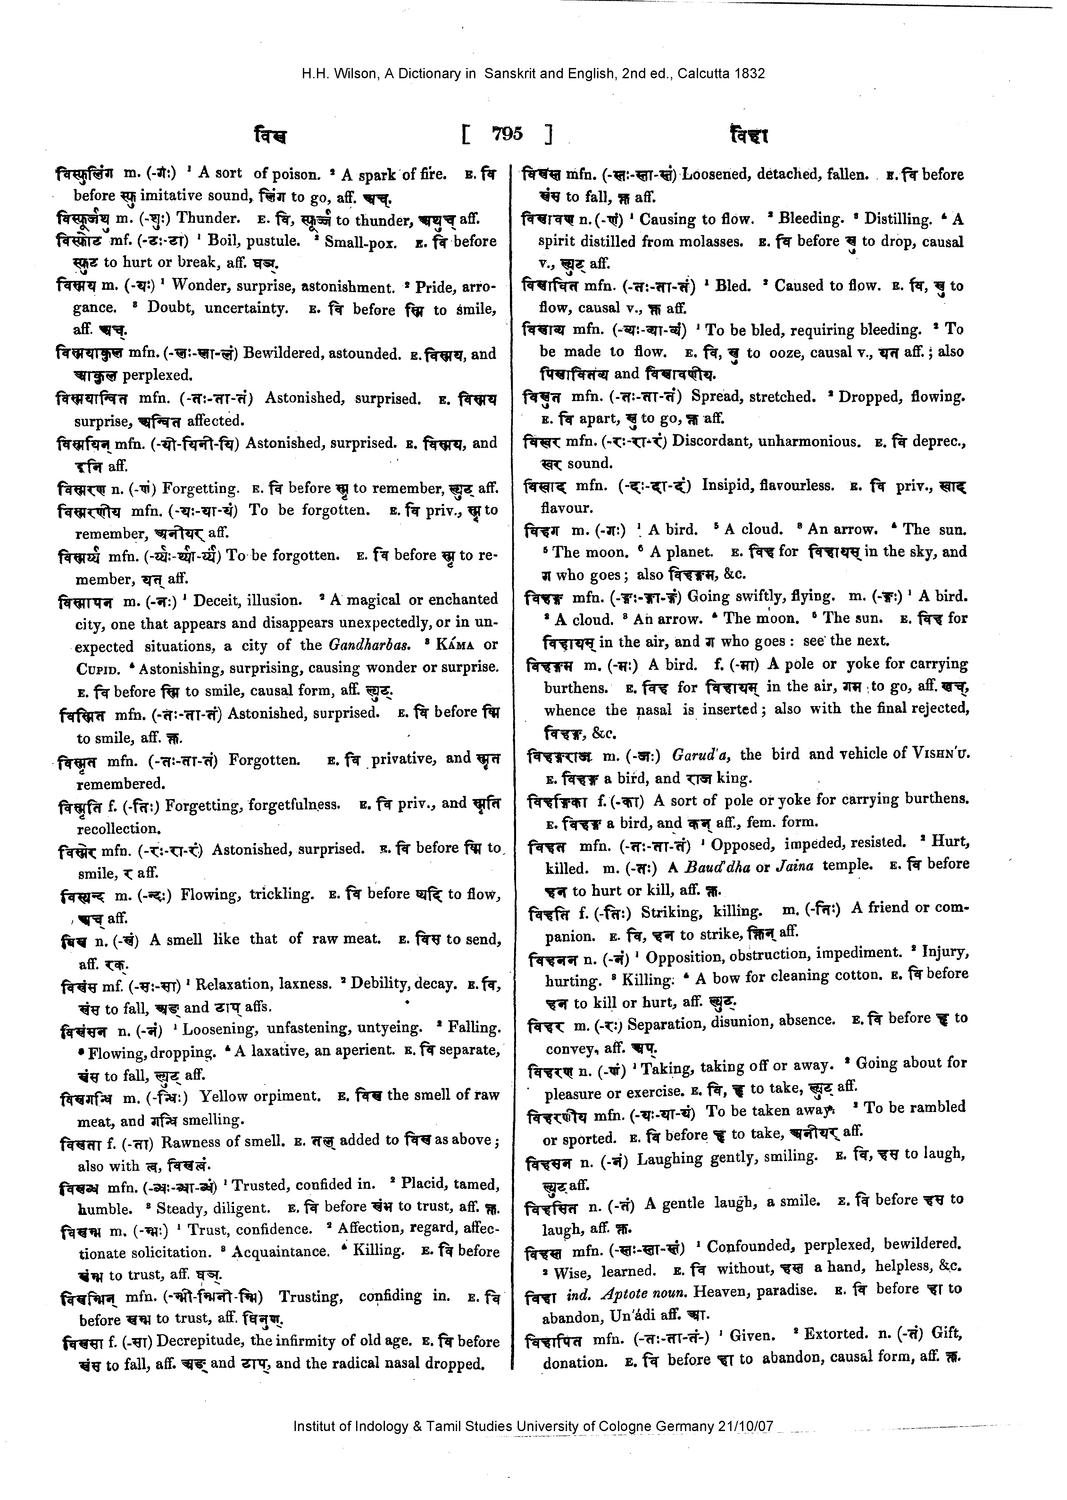 H.H. Wilson, A Dictionary in Sanskrit and English, 2nd ed., Calcutta 1832
विस्र [ 795 ] विहा
विस्फुलिंग m. (-गः) ¹ A sort of poison. ² A spark of fire. E. वि
before स्फु imitative sound, लिंग to go, aff. अच्.
विस्फूर्जथु m. (-थुः) Thunder. E. वि, स्फूर्ज्ज to thunder, अथुच् aff.
विस्फोट mf. (-टः-टा) ¹ Boil, pustule. ² Small-pox. E. वि before
स्फुट to hurt or break, aff. घञ्.
विस्मय m. (-यः) ¹ Wonder, surprise, astonishment. ² Pride, arro-
gance. ³ Doubt, uncertainty. E. वि before स्मि to smile,
aff. अच्.
विस्मयाकुल mfn. (-लः-ला-लं) Bewildered, astounded. E. विस्मय, and
आकुल perplexed.
विस्मयान्वित mfn. (-तः-ता-तं) Astonished, surprised. E. विस्मय
surprise, अन्वित affected.
विस्मयिन् mfn. (-यी-यिनी-यि) Astonished, surprised. E. विस्मय, and
इनि aff.
विस्मरण n. (-णं) Forgetting. E. वि before स्मृ to remember, ल्युट् aff.
विस्मरणीय mfn. (-यः-या-यं) To be forgotten. E. वि priv., स्मृ to
remember, अनीयर् aff.
विस्मर्य्य mfn. (-र्य्यः-र्य्या-र्य्यं) To be forgotten. E. वि before स्मृ to re-
member, यत् aff.
विस्मापन m. (-नः) ¹ Deceit, illusion. ² A magical or enchanted
city, one that appears and disappears unexpectedly, or in un-
expected situations, a city of the Gandharbas. ³ KÁMA or
CUPID. ⁴ Astonishing, surprising, causing wonder or surprise.
E. वि before स्मि to smile, causal form, aff. ल्युट्.
विस्मित mfn. (-तः-ता-तं) Astonished, surprised. E. वि before स्मि
to smile, aff. क्त.
विस्मृत mfn. (-तः-ता-तं) Forgotten. E. वि privative, and स्मृत
remembered.
विस्मृति f. (-तिः) Forgetting, forgetfulness. E. वि priv., and स्मृति
recollection.
विस्मेर mfn. (-रः-रा-रं) Astonished, surprised. E. वि before स्मि to
smile, र aff.
विस्यन्द m. (-न्दः) Flowing, trickling. E. वि before स्यदि to flow,
अच् aff.
विस्र n. (-स्रं) A smell like that of raw meat. E. विस to send,
aff. रक्.
विस्रंस mf. (-सः-सा) ¹ Relaxation, laxness. ² Debility, decay. E. वि,
स्रंस to fall, अङ् and टाप् affs.
विस्रंसन n. (-नं) ¹ Loosening, unfastening, untyeing. ² Falling.
³ Flowing, dropping. ⁴ A laxative, an aperient. E. वि separate,
स्रंस to fall, ल्युट् aff.
विस्रगन्धि m. (-न्धिः) Yellow orpiment. E. विस्र the smell of raw
meat, and गन्धि smelling.
विस्रता f. (-ता) Rawness of smell. E. तल् added to विस्र as above;
also with त्व, विस्रत्वं.
विस्रब्ध mfn. (-ब्धः-ब्धा-ब्धं) ¹ Trusted, confided in. ² Placid, tamed,
humble. ³ Steady, diligent. E. वि before स्रंभ to trust, aff. क्त.
विस्रम्भ m. (-म्भः) ¹ Trust, confidence. ² Affection, regard, affec-
tionate solicitation. ³ Acquaintance. ⁴ Killing. E. वि before
स्रंम्भ to trust, aff. घञ्.
विस्रम्भिन् mfn. (-म्भी-म्भिनी-म्भि) Trusting, confiding in. E. वि
before स्रम्भ to trust, aff. घिनुण्.
विस्रसा f. (-सा) Decrepitude, the infirmity of old age. E. वि before
स्रंस to fall, aff. अङ् and टाप्, and the radical nasal dropped.
विस्रस्त mfn. (-स्तः-स्ता-स्तं) Loosened, detached, fallen. E. वि before
स्रंस to fall, क्त aff.
विस्रावण n. (-णं) ¹ Causing to flow. ² Bleeding. ³ Distilling. ⁴ A
spirit distilled from molasses. E. वि before स्रु to drop, causal
v., ल्युट् aff.
विस्रावित mfn. (-तः-ता-तं) ¹ Bled. ² Caused to flow. E. वि, स्रु to
flow, causal v., क्त aff.
विस्राव्य mfn. (-व्यः-व्या-व्यं) ¹ To be bled, requiring bleeding. ² To
be made to flow. E. वि, स्रु to ooze, causal v., यत aff.; also
विस्रावितव्य and विस्रावणीय.
विस्रुत mfn. (-तः-ता-तं) Spread, stretched. ² Dropped, flowing.
E. वि apart, स्रु to go, क्त aff.
विस्वर mfn. (-रः-रा-रं) Discordant, unharmonious. E. वि deprec.,
स्वर sound.
विस्वाद mfn. (-दः-दा-दं) Insipid, flavourless. E. वि priv., स्वाद
flavour.
विहग m. (-गः) ¹ A bird. ⁵ A cloud. ³ An arrow. ⁴ The sun.
⁵ The moon. ⁶ A planet. E. विह for विहायस् in the sky, and
ग who goes; also विहङ्गम, &c.
विहङ्ग mfn. (-ङ्गः-ङ्गा-ङ्गं) Going swiftly, flying. m. (-ङ्गः) ¹ A bird.
² A cloud. ³ An arrow. ⁴ The moon. ⁵ The sun. E. विह for
विहायस् in the air, and ग who goes: see the next.
विहङ्गम m. (-मः) A bird. f. (-मा) A pole or yoke for carrying
burthens. E. विह for विहायस् in the air, गम to go, aff. खच्,
whence the nasal is inserted; also with the final rejected,
विहङ्ग, &c.
विहङ्गराज m. (-जः) Garud'a, the bird and vehicle of VISHN'U.
E. विहङ्ग a bird, and राज king.
विहङ्गिका f. (-का) A sort of pole or yoke for carrying burthens.
E. विहङ्ग a bird, and कन् aff., fem. form.
विहत mfn. (-तः-ता-तं) ¹ Opposed, impeded, resisted. ² Hurt,
killed. m. (-तः) A Baud'dha or Jaina temple. E. वि before
हन to hurt or kill, aff. क्त.
विहति f. (-तिः) Striking, killing. m. (-तिः) A friend or com-
panion. E. वि, हन to strike, क्तिन् aff.
विहनन n. (-नं) ¹ Opposition, obstruction, impediment. ² Injury,
hurting. ³ Killing. ⁴ A bow for cleaning cotton. E. वि before
हन to kill or hurt, aff. ल्युट्.
विहर m. (-रः) Separation, disunion, absence. E. वि before हृ to
convey, aff. अप्.
विहरण n. (-णं) ¹ Taking, taking off or away. ² Going about for
pleasure or exercise. E. वि, हृ to take, ल्युट् aff.
विहरणीय mfn. (-यः-या-यं) To be taken away. ² To be rambled
or sported. E. वि before हृ to take, अनीयर् aff.
विहसन n. (-नं) Laughing gently, smiling. E. वि, हस to laugh,
ल्युट् aff.
विहसित n. (-तं) A gentle laugh, a smile. E. वि before हस to
laugh, aff. क्त.
विहस्त mfn. (-स्तः-स्ता-स्तं) ¹ Confounded, perplexed, bewildered.
² Wise, learned. E. वि without, हस्त a hand, helpless, &c.
विहा ind. Aptote noun. Heaven, paradise. E. वि before हा to
abandon, Un'ádi aff. आ.
विहापित mfn. (-तः-ता-तं-) ¹ Given. ² Extorted. n. (-तं) Gift,
donation. E. वि before हा to abandon, causal form, aff. क्त.
Institut of Indology & Tamil Studies University of Cologne Germany 21/10/07